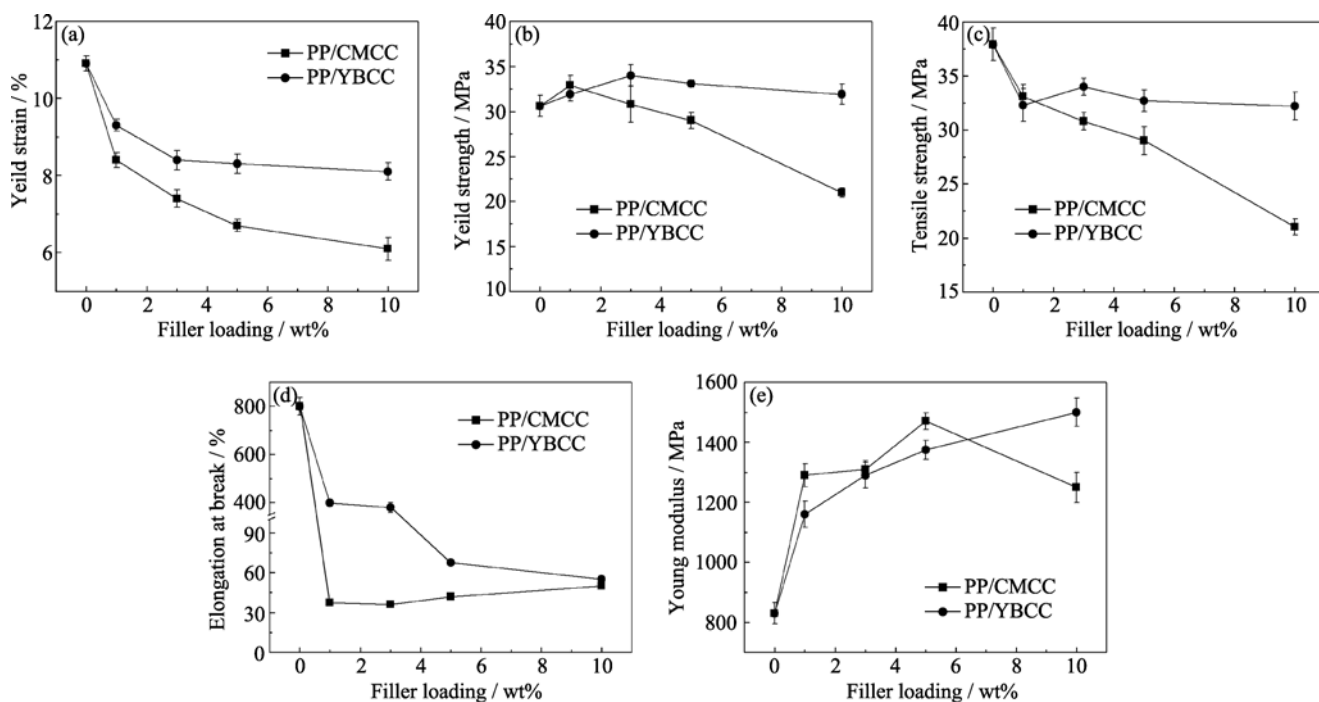 (a)
PP/CMCC
PP/YBCC
12
10
8
6
Yeild strain / %
0 2 4 6 8 10
Filler loading / wt%
(b)
PP/CMCC
PP/YBCC
40
35
30
25
20
15
10
Yeild strength / MPa
0 2 4 6 8 10
Filler loading / wt%
(c)
PP/CMCC
PP/YBCC
40
35
30
25
20
15
Tensile strength / MPa
0 2 4 6 8 10
Filler loading / wt%
(d)
PP/CMCC
PP/YBCC
800
600
400
90
60
30
0
Elongation at break / %
0 2 4 6 8 10
Filler loading / wt%
(e)
PP/CMCC
PP/YBCC
1600
1400
1200
1000
800
Young modulus / MPa
0 2 4 6 8 10
Filler loading / wt%